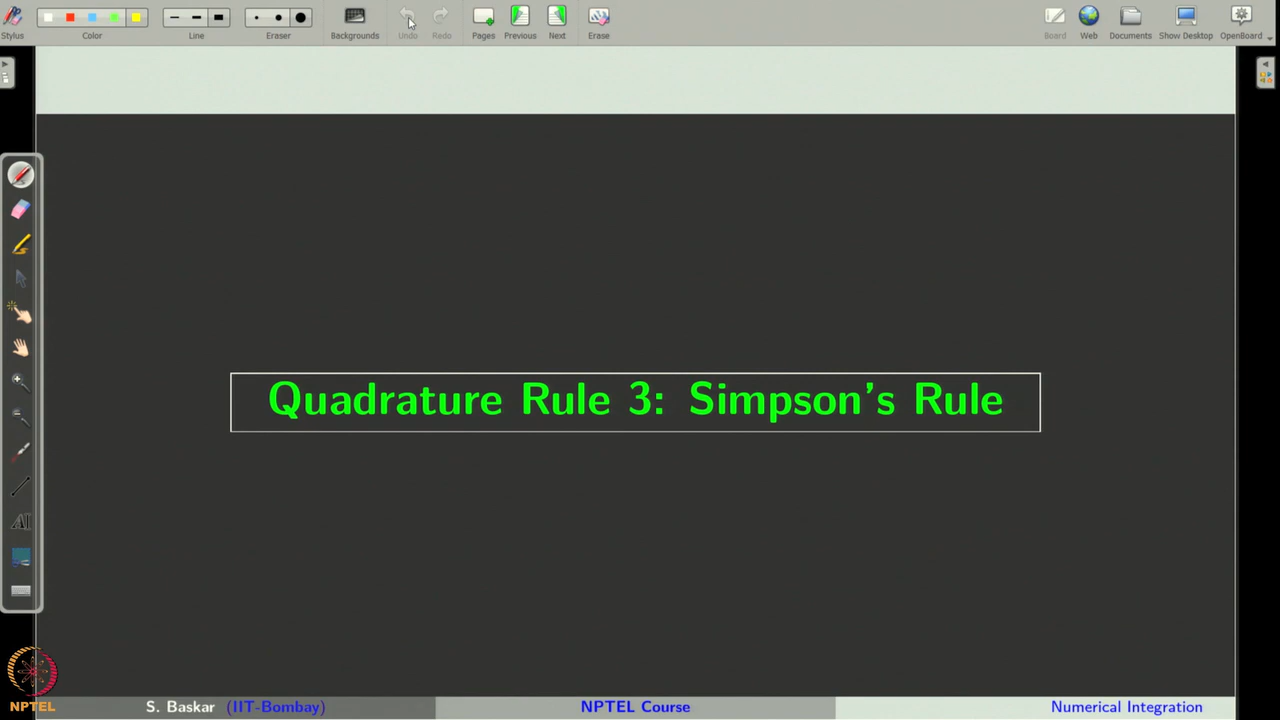 Stylus Color Line Eraser Backgrounds Undo Redo Pages Previous Next Erase Board Web Documents Show Desktop OpenBoard
Quadrature Rule 3: Simpson's Rule
AI
NPTEL
S. Baskar (IIT-Bombay) NPTEL Course Numerical Integration